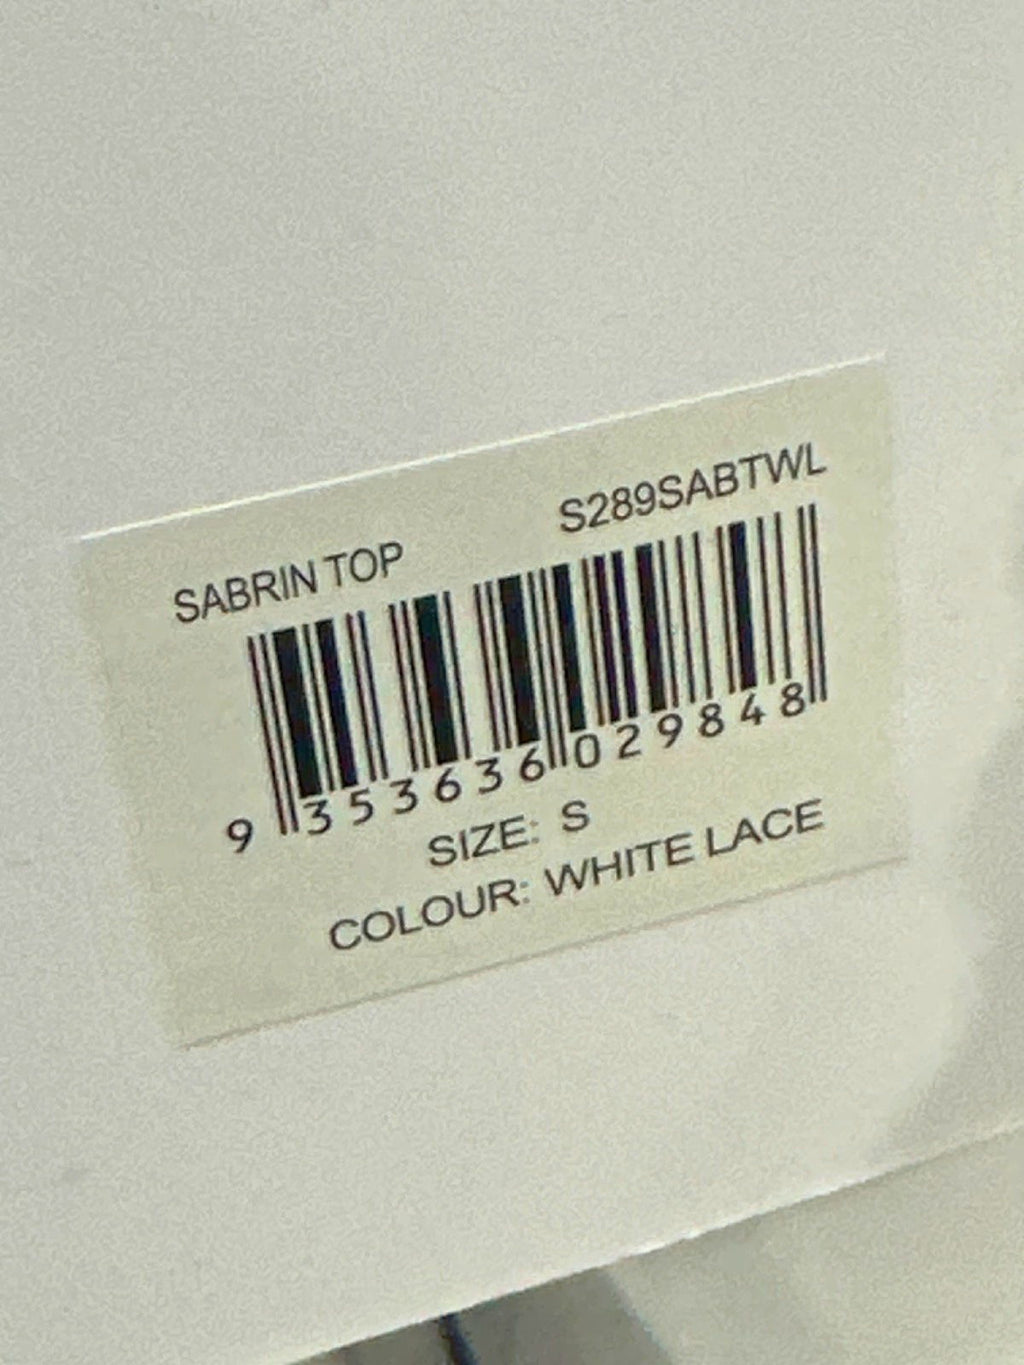 SABRIN TOP S289SABTWL
9 353636 029848
SIZE: S
COLOUR: WHITE LACE